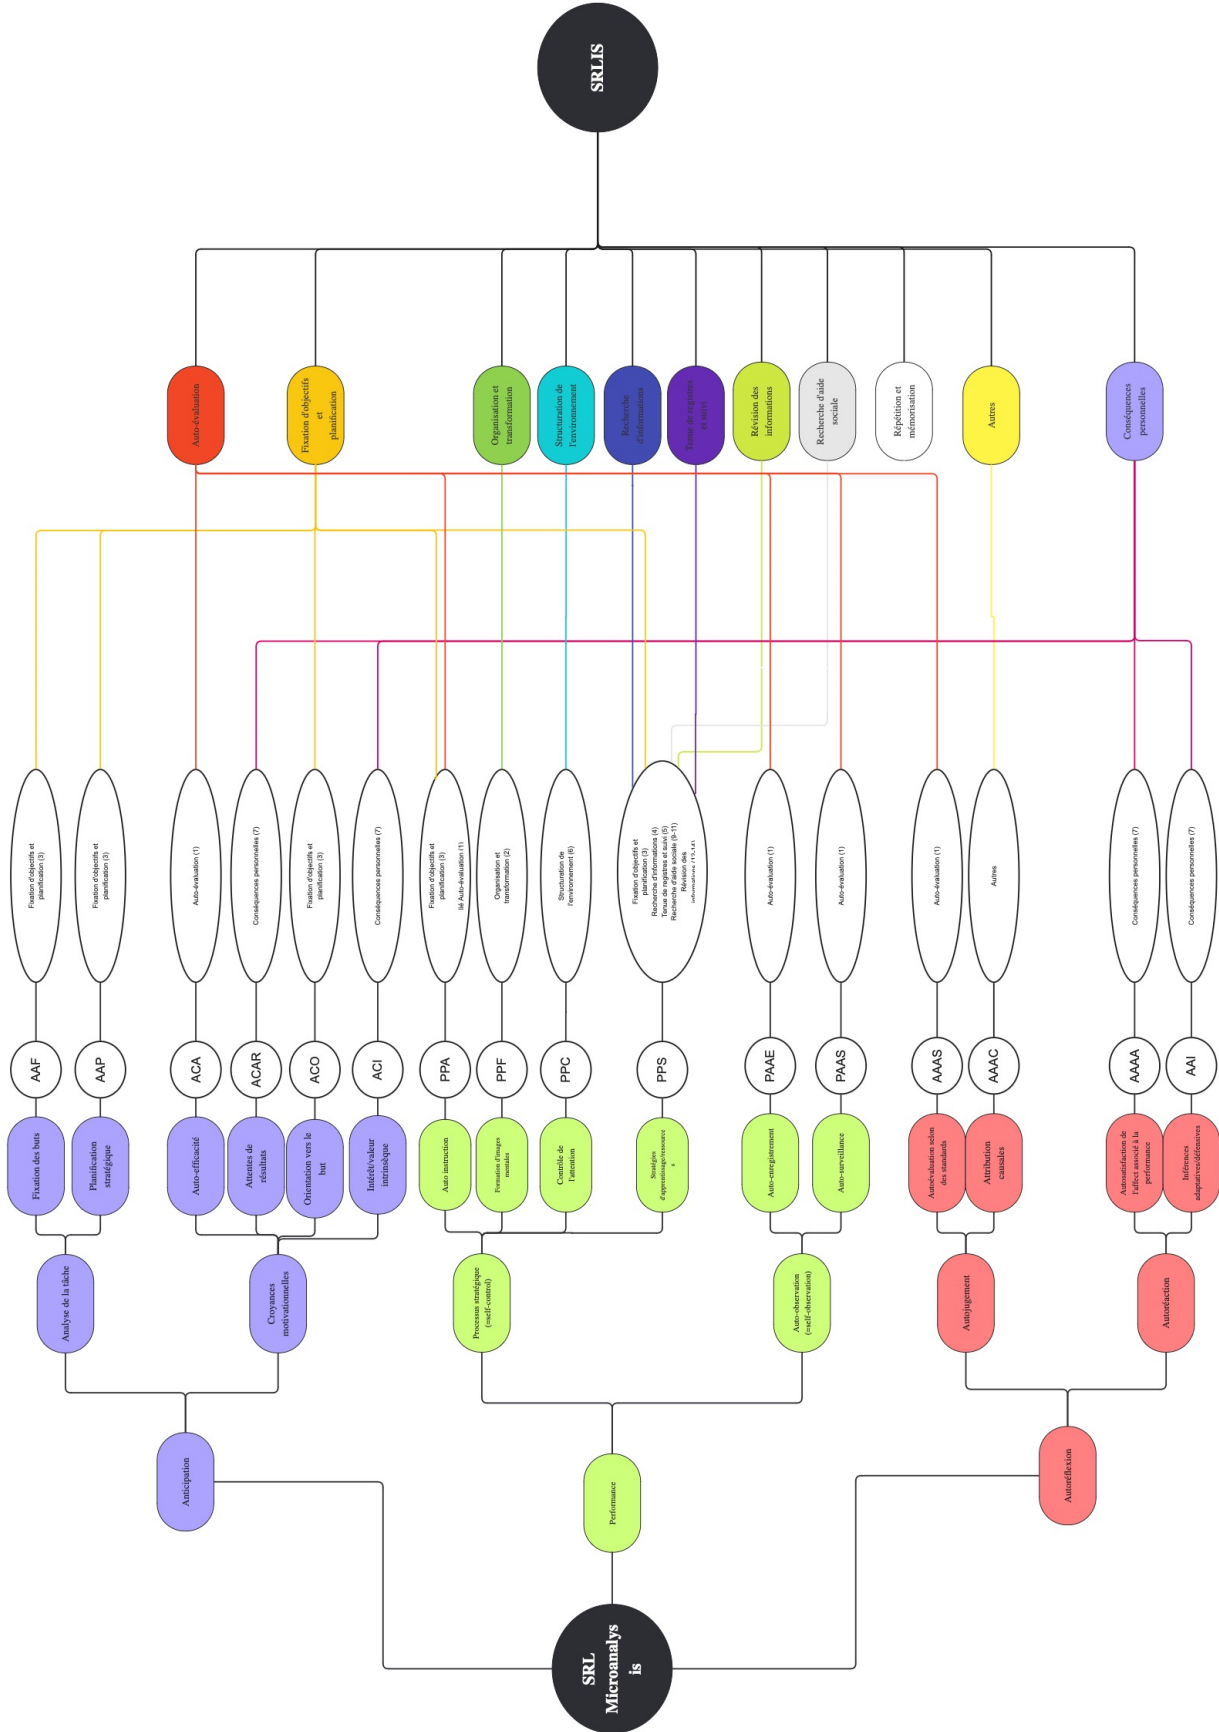 SRL
Microanalys
is
Anticipation
Performance
Autoréflexion
Analyse de la tâche
Croyances
motivationnelles
Processus stratégique
(=self-control)
Auto-observation
(=self-observation)
Autojugement
Autoréaction
Fixation des buts
Planification
stratégique
Auto-efficacité
Attentes de
résultats
Orientation vers le
but
Intérêt/valeur
intrinsèque
Auto instruction
Formation d'images
mentales
Contrôle de
l'attention
Stratégies
d'apprentissage/ressource
s
Auto-enregistrement
Auto-surveillance
Autoévaluation selon
des standards
Attribution
causales
Autosatisfaction de
l'affect associé à la
performance
Inférences
adaptatives/défensives
AAF
AAP
ACA
ACAR
ACO
ACI
PPA
PPF
PPC
PPS
PAAE
PAAS
AAAS
AAAC
AAAA
AAI
Fixation d'objectifs et
planification (3)
Fixation d'objectifs et
planification (3)
Auto-évaluation (1)
Conséquences personnelles (7)
Fixation d'objectifs et
planification (3)
Conséquences personnelles (7)
Fixation d'objectifs et
planification (3)
lié Auto-évaluation (1)
Organisation et
transformation (2)
Structuration de
l'environnement (6)
Fixation d'objectifs et
planification (3)
Recherche d'informations (4)
Tenue de registres et suivi (5)
Recherche d'aide sociale (9-11)
Révision des
informations (12-14)
Auto-évaluation (1)
Auto-évaluation (1)
Auto-évaluation (1)
Autres
Conséquences personnelles (7)
Conséquences personnelles (7)
Auto-évaluation
Fixation d'objectifs
et
planification
Organisation et
transformation
Structuration de
l'environnement
Recherche
d'informations
Tenue de registres
et suivi
Révision des
informations
Recherche d'aide
sociale
Répétition et
mémorisation
Autres
Conséquences
personnelles
SRLIS